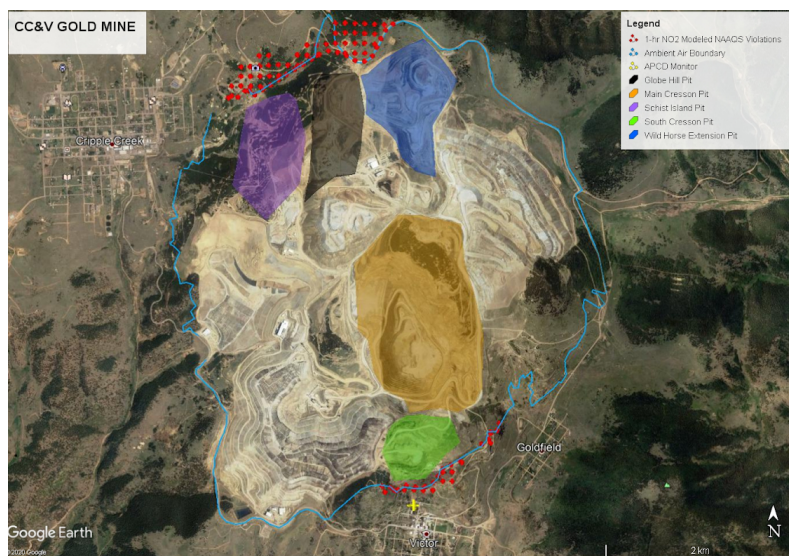 CC&V GOLD MINE
Legend
1-hr NO2 Modeled NAAQS Violations
Ambient Air Boundary
APCD Monitor
Globe Hill Pit
Main Cresson Pit
Schist Island Pit
South Cresson Pit
Wild Horse Extension Pit
Cripple Creek
Goldfield
Victor
Google Earth
©2020 Google
N
2 km